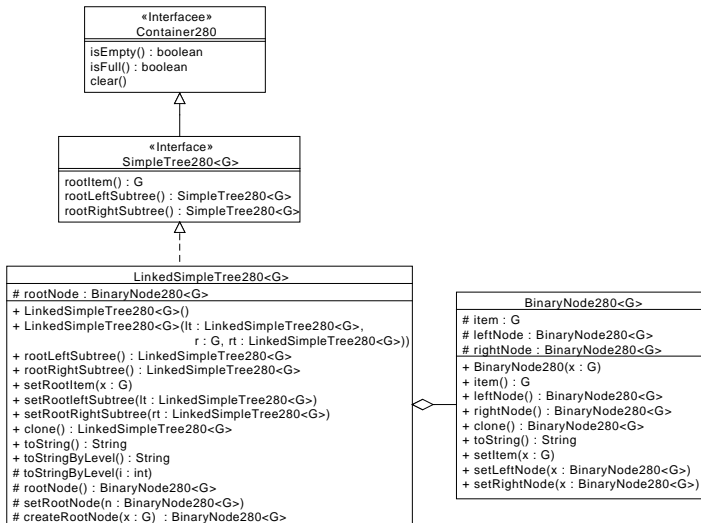 «Interfacee»
Container280
isEmpty() : boolean
isFull() : boolean
clear()
«Interface»
SimpleTree280<G>
rootItem() : G
rootLeftSubtree() : SimpleTree280<G>
rootRightSubtree() : SimpleTree280<G>
LinkedSimpleTree280<G>
# rootNode : BinaryNode280<G>
+ LinkedSimpleTree280<G>()
+ LinkedSimpleTree280<G>(lt : LinkedSimpleTree280<G>,
r : G, rt : LinkedSimpleTree280<G>))
+ rootLeftSubtree() : LinkedSimpleTree280<G>
+ rootRightSubtree() : LinkedSimpleTree280<G>
+ setRootItem(x : G)
+ setRootleftSubtree(lt : LinkedSimpleTree280<G>)
+ setRootRightSubtree(rt : LinkedSimpleTree280<G>)
+ clone() : LinkedSimpleTree280<G>
+ toString() : String
+ toStringByLevel() : String
# toStringByLevel(i : int)
# rootNode() : BinaryNode280<G>
# setRootNode(n : BinaryNode280<G>)
# createRootNode(x : G) : BinaryNode280<G>
BinaryNode280<G>
# item : G
# leftNode : BinaryNode280<G>
# rightNode : BinaryNode280<G>
+ BinaryNode280(x : G)
+ item() : G
+ leftNode() : BinaryNode280<G>
+ rightNode() : BinaryNode280<G>
+ clone() : BinaryNode280<G>
+ toString() : String
+ setItem(x : G)
+ setLeftNode(x : BinaryNode280<G>)
+ setRightNode(x : BinaryNode280<G>)